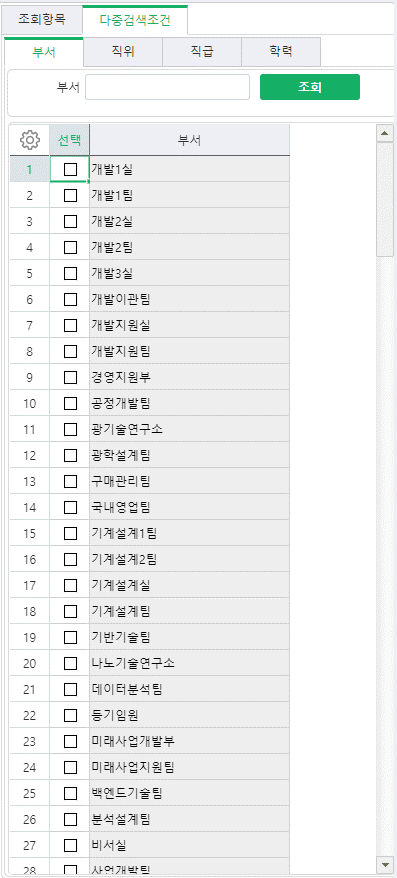 조회항목 다중검색조건
부서 직위 직급 학력
부서 조회
선택 부서
1 개발1실
2 개발1팀
3 개발2실
4 개발2팀
5 개발3실
6 개발이관팀
7 개발지원실
8 개발지원팀
9 경영지원부
10 공정개발팀
11 광기술연구소
12 광학설계팀
13 구매관리팀
14 국내영업팀
15 기계설계1팀
16 기계설계2팀
17 기계설계실
18 기계설계팀
19 기반기술팀
20 나노기술연구소
21 데이터분석팀
22 등기임원
23 미래사업개발부
24 미래사업지원팀
25 백엔드기술팀
26 분석설계팀
27 비서실
28 사업개발팀